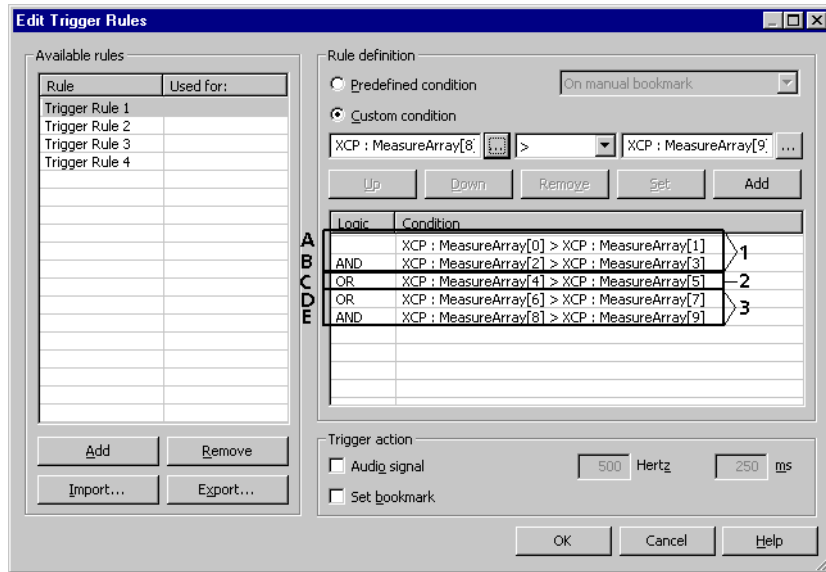 Edit Trigger Rules
Available rules
Rule Used for:
Trigger Rule 1
Trigger Rule 2
Trigger Rule 3
Trigger Rule 4
Add Remove
Import... Export...
Rule definition
Predefined condition On manual bookmark
Custom condition
XCP : MeasureArray[8] ... > XCP : MeasureArray[9] ...
Up Down Remove Set Add
Logic Condition
A XCP : MeasureArray[0] > XCP : MeasureArray[1] 1
B AND XCP : MeasureArray[2] > XCP : MeasureArray[3]
C OR XCP : MeasureArray[4] > XCP : MeasureArray[5] 2
D OR XCP : MeasureArray[6] > XCP : MeasureArray[7] 3
E AND XCP : MeasureArray[8] > XCP : MeasureArray[9]
Trigger action
Audio signal 500 Hertz 250 ms
Set bookmark
OK Cancel Help